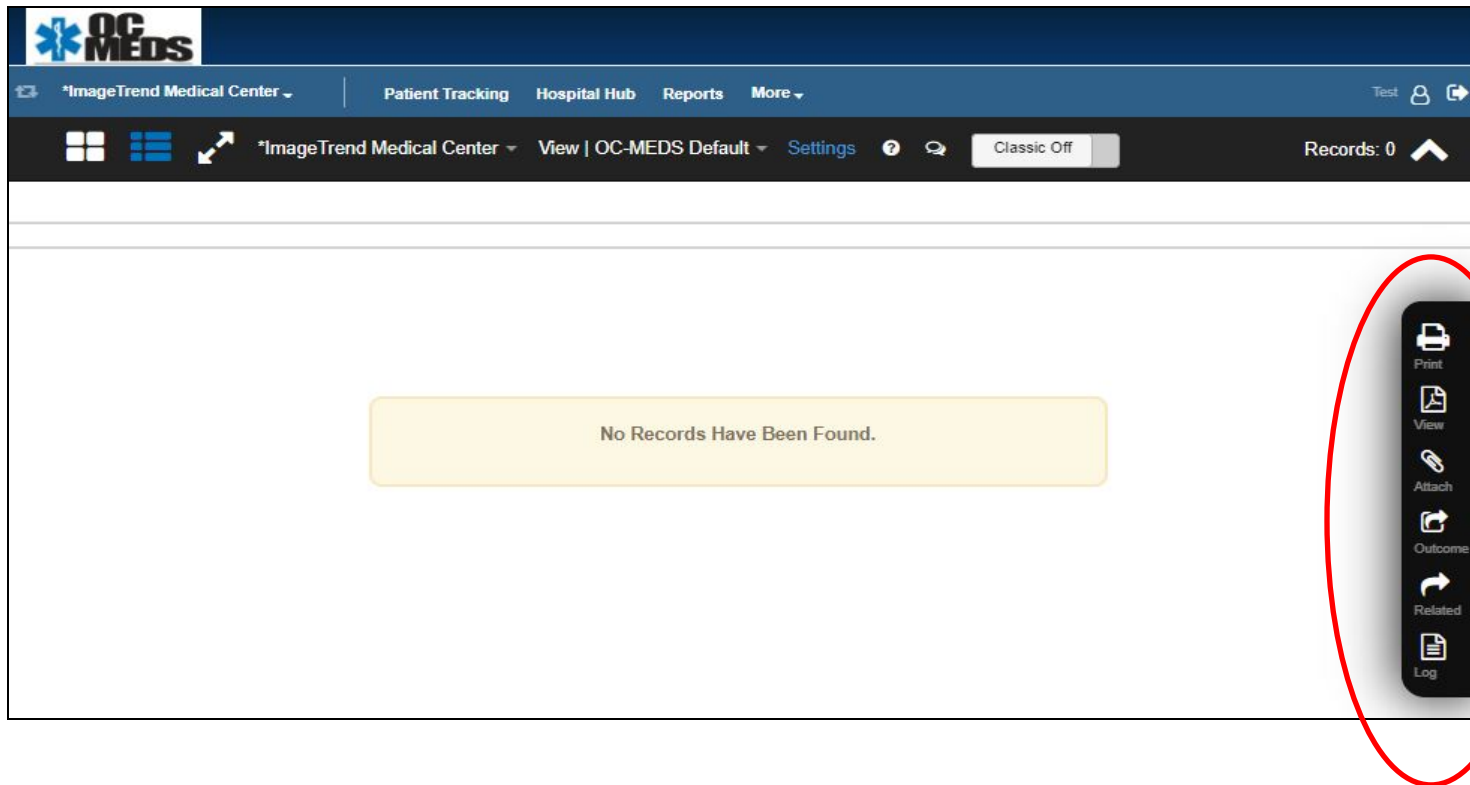 OC
MEDS
*ImageTrend Medical Center Patient Tracking Hospital Hub Reports More Test
*ImageTrend Medical Center View | OC-MEDS Default Settings ? Classic Off Records: 0
No Records Have Been Found.
Print
View
Attach
Outcome
Related
Log